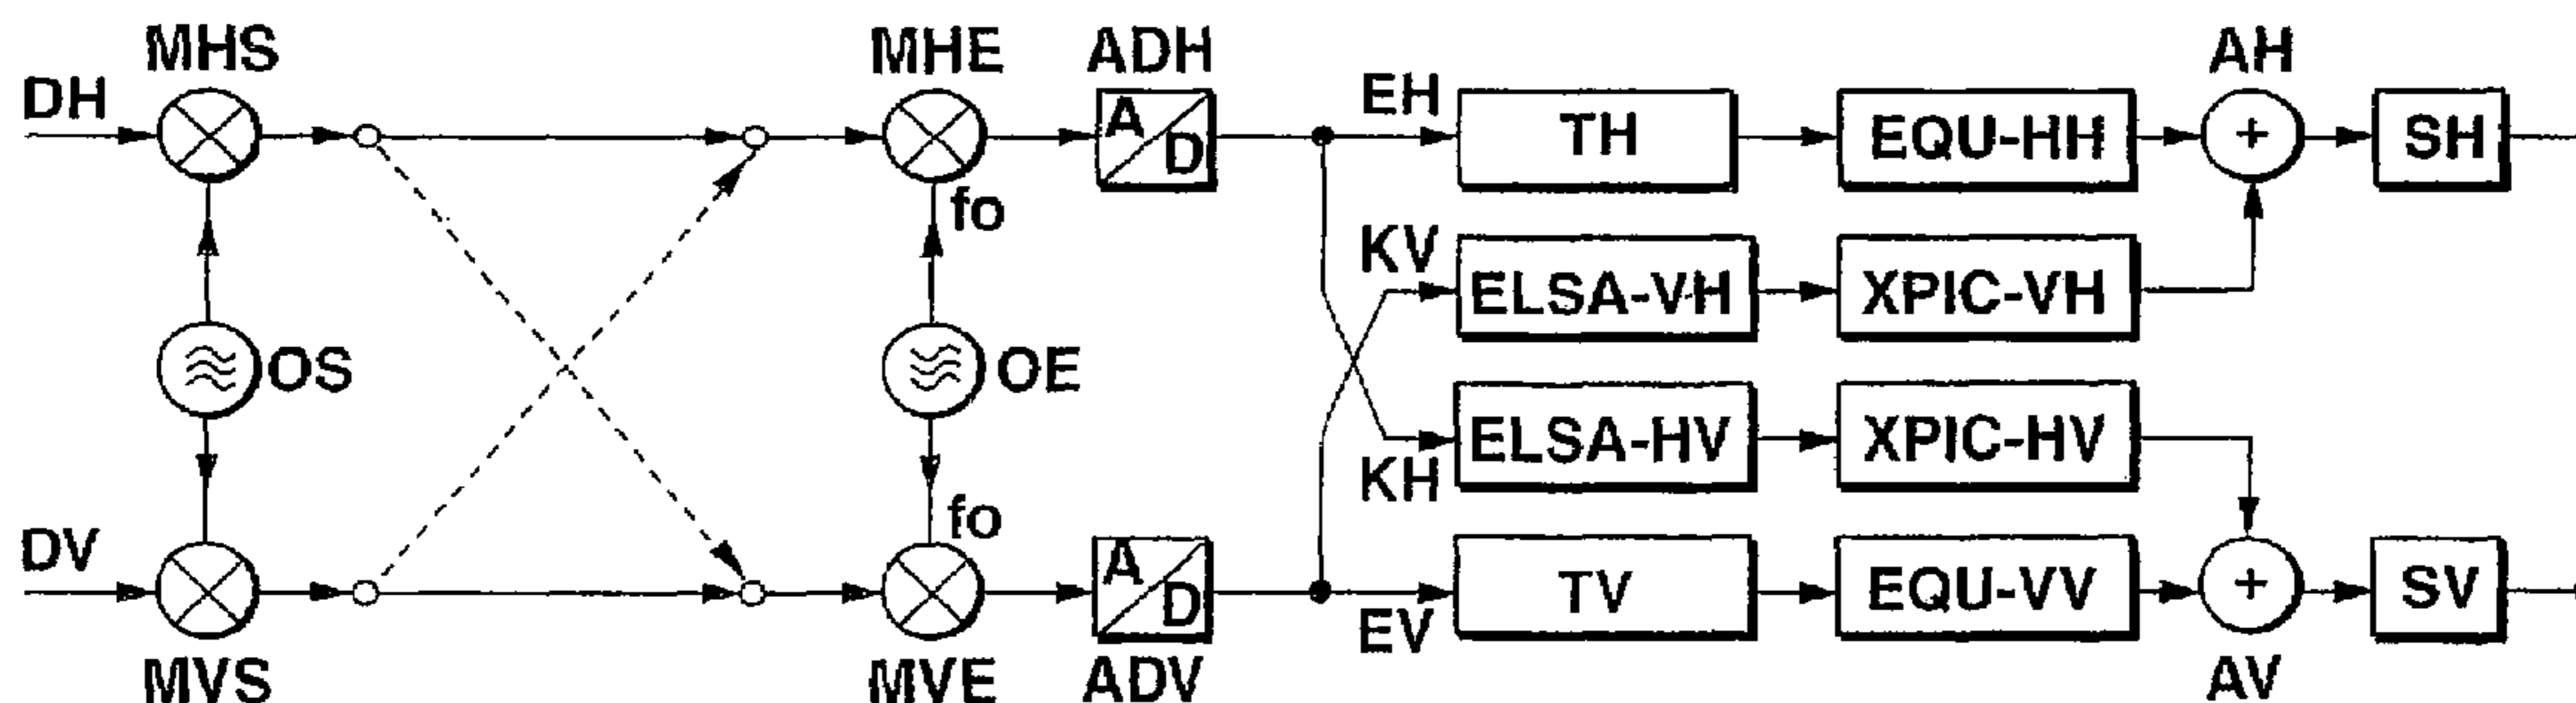 MHS
MHE
ADH
AH
DH
A
D
EH
TH
EQU-HH
+
SH
fo
KV
ELSA-VH
XPIC-VH
OS
OE
ELSA-HV
XPIC-HV
KH
fo
DV
A
D
TV
EQU-VV
+
SV
EV
MVS
MVE
ADV
AV